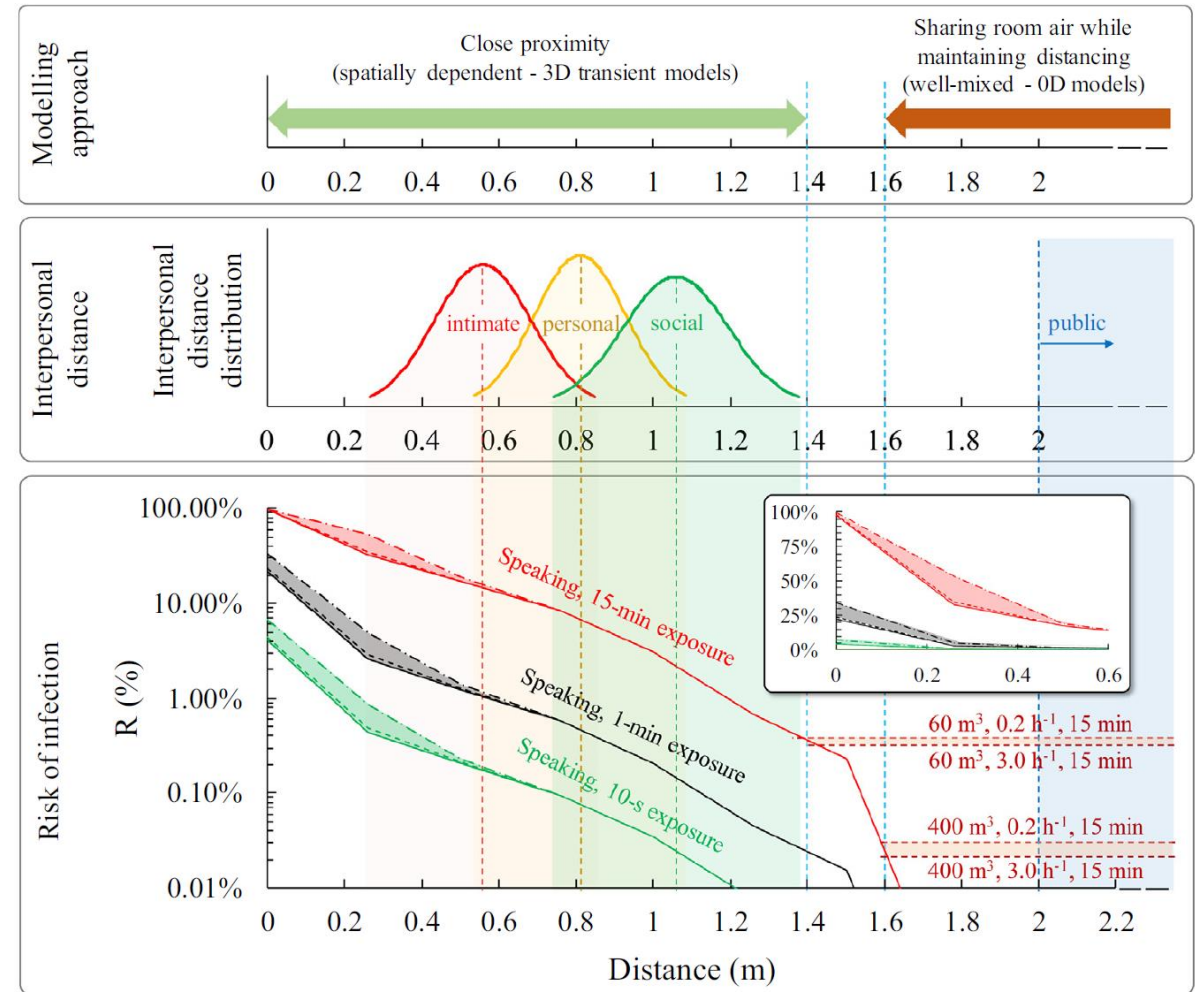 Modelling
approach
Close proximity
(spatially dependent - 3D transient models)
Sharing room air while
maintaining distancing
(well-mixed - 0D models)
0 0.2 0.4 0.6 0.8 1 1.2 1.4 1.6 1.8 2
Interpersonal
distance
Interpersonal
distance
distribution
intimate personal social public
0 0.2 0.4 0.6 0.8 1 1.2 1.4 1.6 1.8 2
Risk of infection
R (%)
100.00%
10.00%
1.00%
0.10%
0.01%
Speaking, 15-min exposure
Speaking, 1-min exposure
Speaking, 10-s exposure
100%
75%
50%
25%
0%
0 0.2 0.4 0.6
60 m³, 0.2 h⁻¹, 15 min
60 m³, 3.0 h⁻¹, 15 min
400 m³, 0.2 h⁻¹, 15 min
400 m³, 3.0 h⁻¹, 15 min
0 0.2 0.4 0.6 0.8 1 1.2 1.4 1.6 1.8 2 2.2
Distance (m)